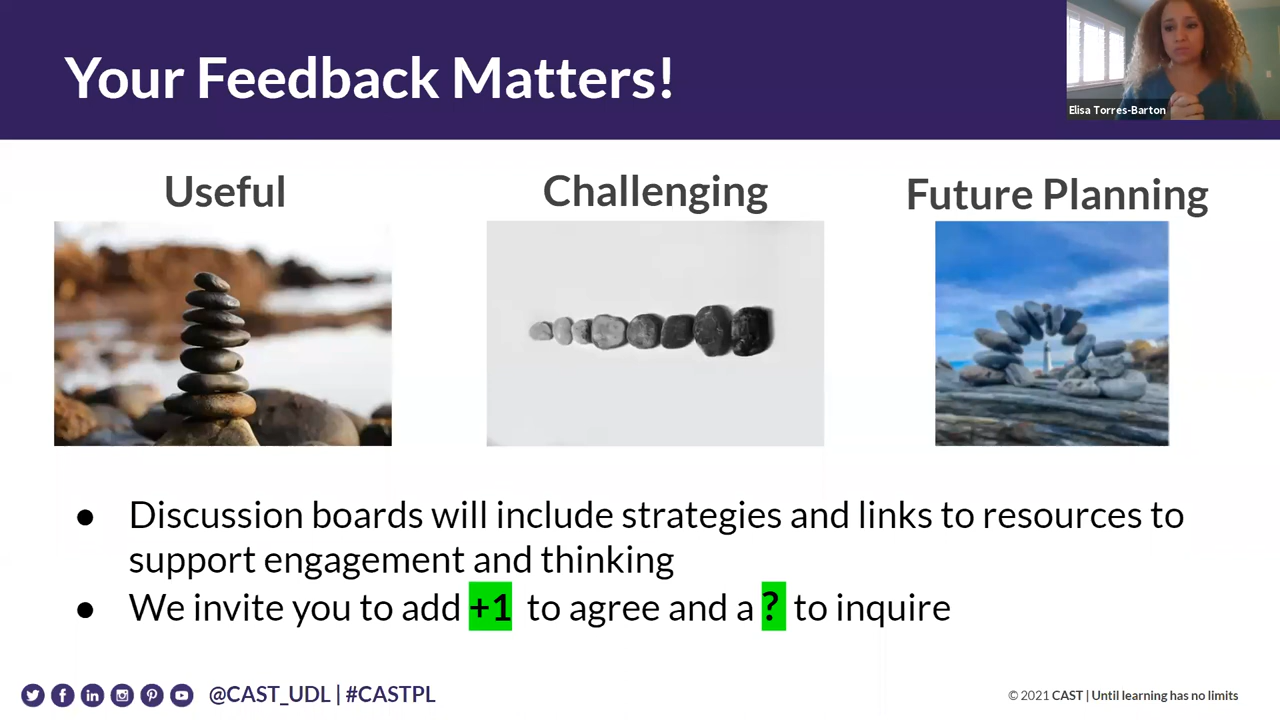 Your Feedback Matters!
Elisa Torres-Barton
Useful
Challenging
Future Planning
● Discussion boards will include strategies and links to resources to
support engagement and thinking
● We invite you to add +1 to agree and a ? to inquire
@CAST_UDL | #CASTPL
© 2021 CAST | Until learning has no limits